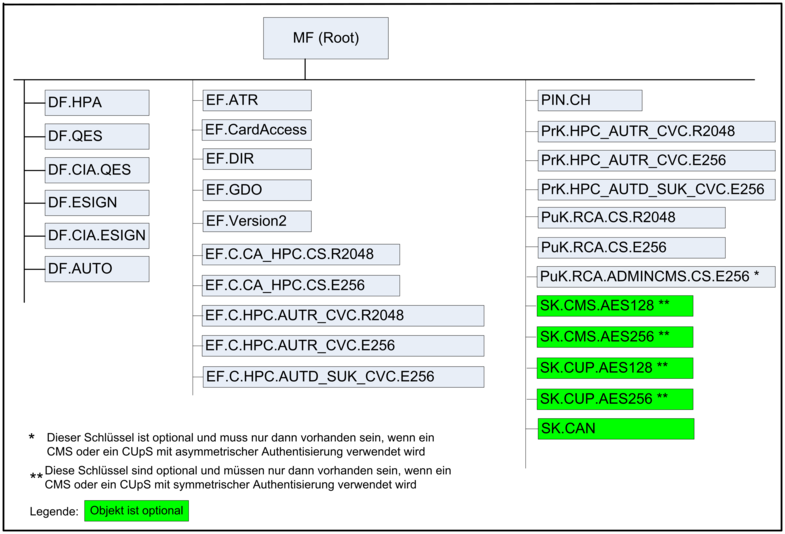 MF (Root)
DF.HPA
DF.QES
DF.CIA.QES
DF.ESIGN
DF.CIA.ESIGN
DF.AUTO
EF.ATR
EF.CardAccess
EF.DIR
EF.GDO
EF.Version2
EF.C.CA_HPC.CS.R2048
EF.C.CA_HPC.CS.E256
EF.C.HPC.AUTR_CVC.R2048
EF.C.HPC.AUTR_CVC.E256
EF.C.HPC.AUTD_SUK_CVC.E256
PIN.CH
PrK.HPC_AUTR_CVC.R2048
PrK.HPC_AUTR_CVC.E256
PrK.HPC_AUTD_SUK_CVC.E256
PuK.RCA.CS.R2048
PuK.RCA.CS.E256
PuK.RCA.ADMINCMS.CS.E256 *
SK.CMS.AES128 **
SK.CMS.AES256 **
SK.CUP.AES128 **
SK.CUP.AES256 **
SK.CAN
* Dieser Schlüssel ist optional und muss nur dann vorhanden sein, wenn ein
CMS oder ein CUpS mit asymmetrischer Authentisierung verwendet wird
** Diese Schlüssel sind optional und müssen nur dann vorhanden sein, wenn ein
CMS oder ein CUpS mit symmetrischer Authentisierung verwendet wird
Legende: Objekt ist optional